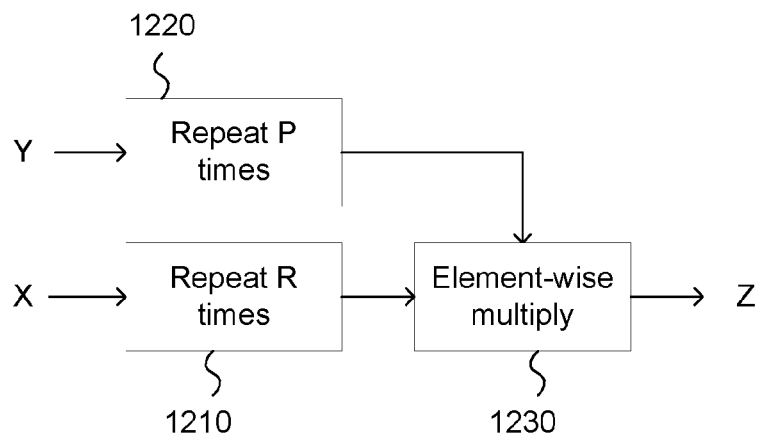 1220
Y
Repeat P
times
X
Repeat R
times
Element-wise
multiply
Z
1210
1230